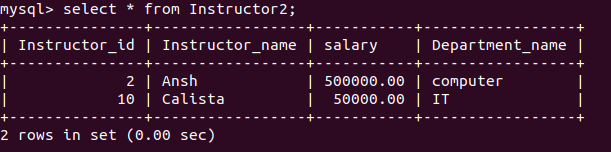 mysql> select * from Instructor2;
+---------------+-----------------+-----------+-----------------+
| Instructor_id | Instructor_name | salary    | Department_name |
+---------------+-----------------+-----------+-----------------+
|             2 | Ansh            | 500000.00 | computer        |
|            10 | Calista         |  50000.00 | IT              |
+---------------+-----------------+-----------+-----------------+
2 rows in set (0.00 sec)